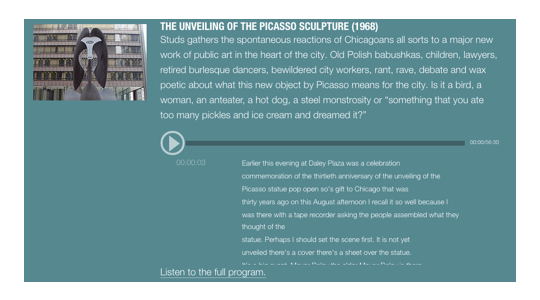 THE UNVEILING OF THE PICASSO SCULPTURE (1968)
Studs gathers the spontaneous reactions of Chicagoans all sorts to a major new
work of public art in the heart of the city. Old Polish babushkas, children, lawyers,
retired burlesque dancers, bewildered city workers, rant, rave, debate and wax
poetic about what this new object by Picasso means for the city. Is it a bird, a
woman, an anteater, a hot dog, a steel monstrosity or “something that you ate
too many pickles and ice cream and dreamed it?”
00:00/56:30
00:00:03
Earlier this evening at Daley Plaza was a celebration
commemoration of the thirtieth anniversary of the unveiling of the
Picasso statue pop open so's gift to Chicago that was
thirty years ago on this August afternoon I recall it so well because I
was there with a tape recorder asking the people assembled what they
thought of the
statue. Perhaps I should set the scene first. It is not yet
unveiled there's a cover there's a sheet over the statue.
Listen to the full program.